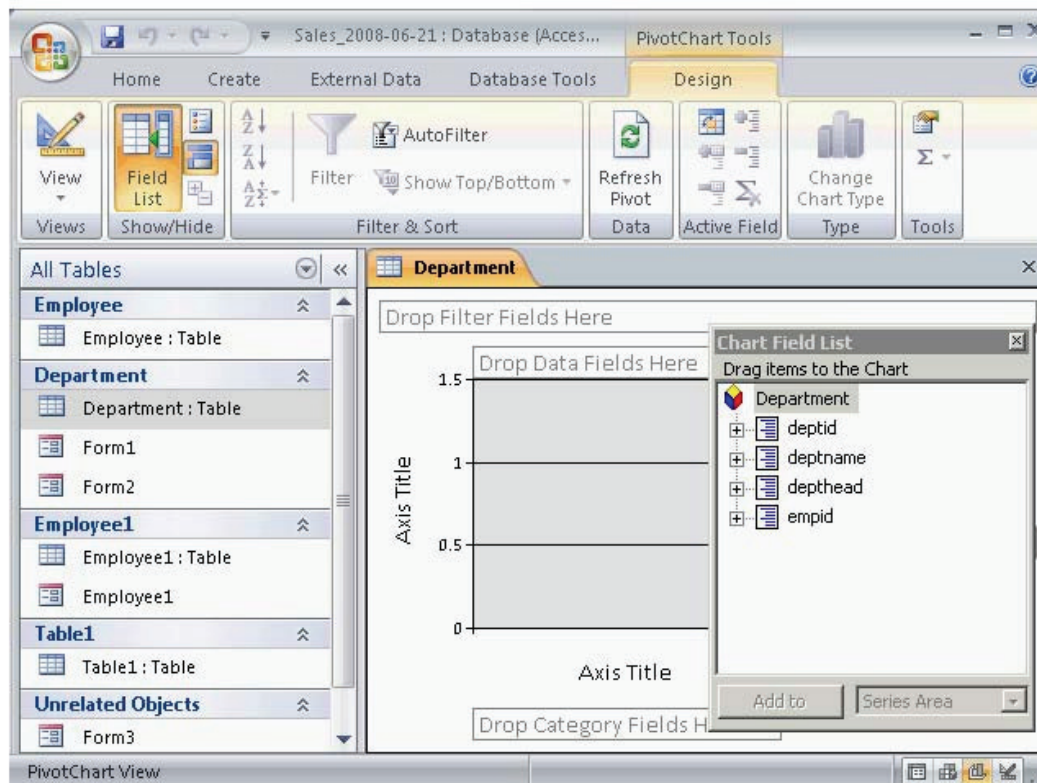 Sales_2008-06-21 : Database (Acces...
PivotChart Tools
Home
Create
External Data
Database Tools
Design
View
Field List
Filter
AutoFilter
Show Top/Bottom
Refresh Pivot
Change Chart Type
Views
Show/Hide
Filter & Sort
Data
Active Field
Type
Tools
All Tables
Employee
Employee : Table
Department
Department : Table
Form1
Form2
Employee1
Employee1 : Table
Employee1
Table1
Table1 : Table
Unrelated Objects
Form3
Department
Drop Filter Fields Here
Drop Data Fields Here
1.5
1
0.5
0
Axis Title
Axis Title
Drop Category Fields H
Chart Field List
Drag items to the Chart
Department
deptid
deptname
depthead
empid
Add to
Series Area
PivotChart View